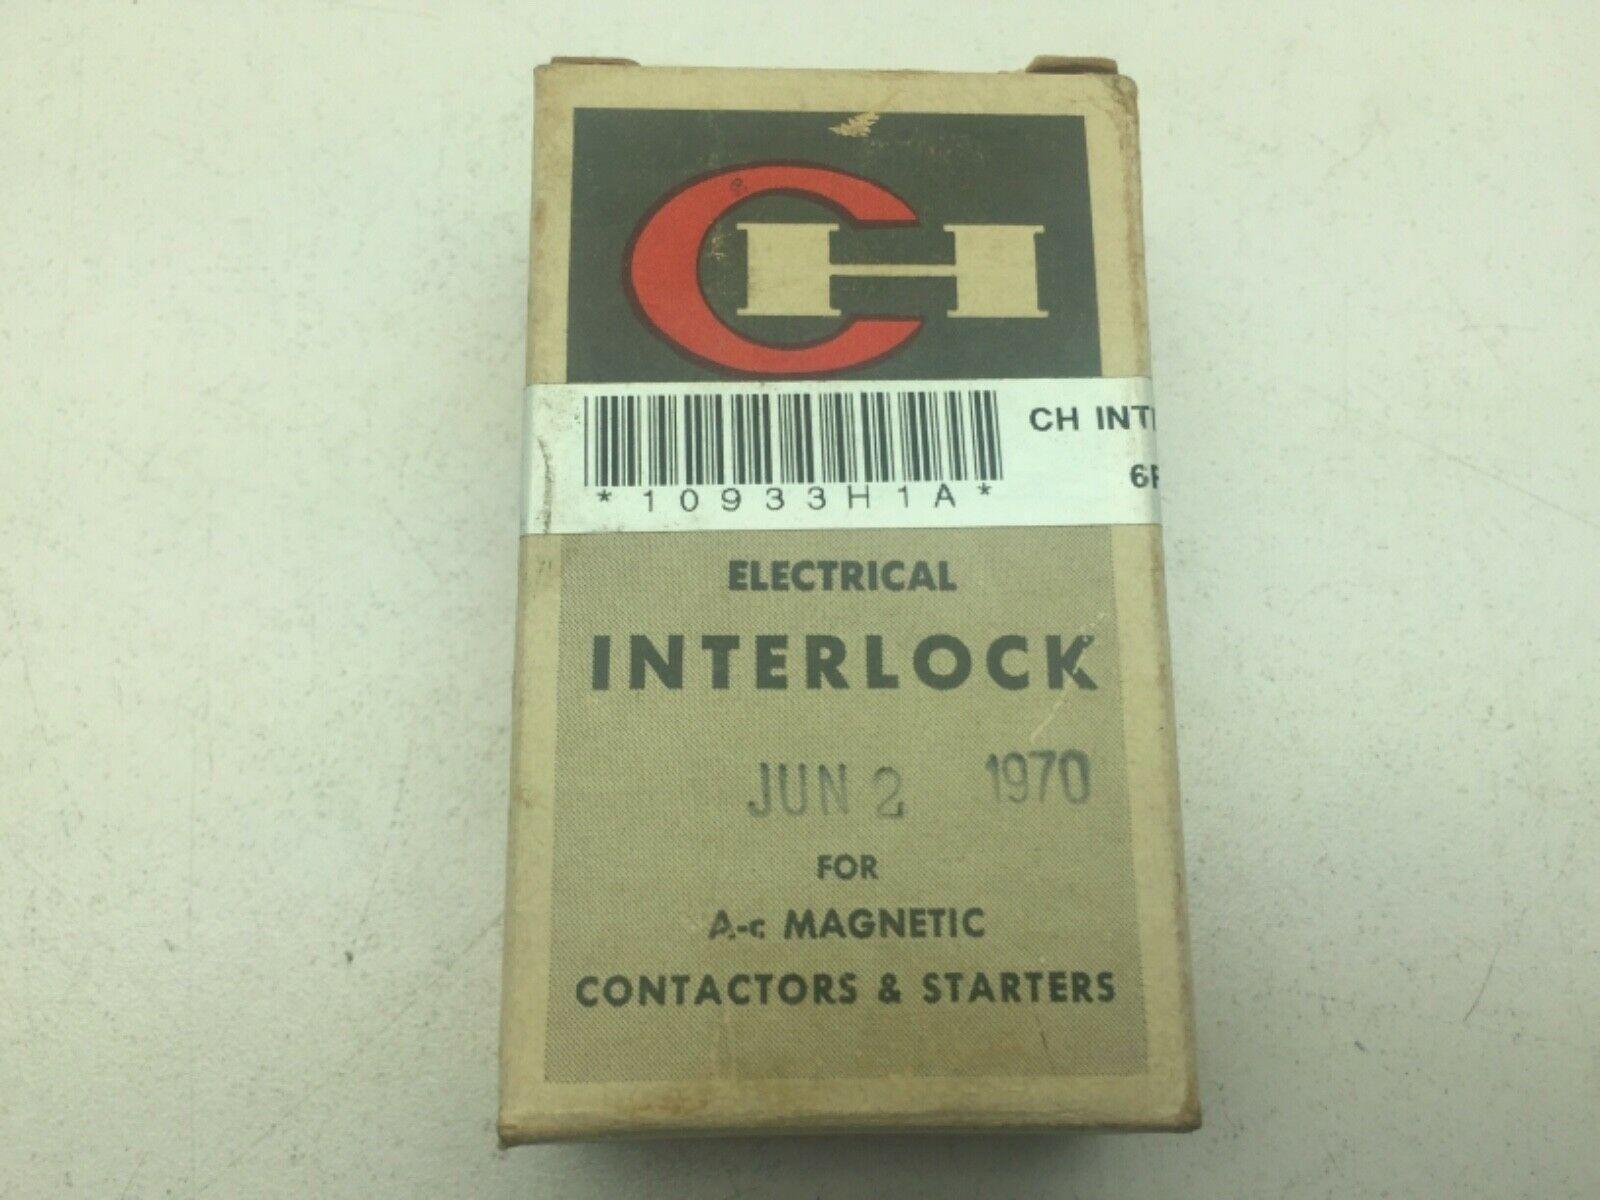 CH
CH INT
*10933H1A*
6
ELECTRICAL
INTERLOCK
JUN 2 1970
FOR
A-c MAGNETIC
CONTACTORS & STARTERS